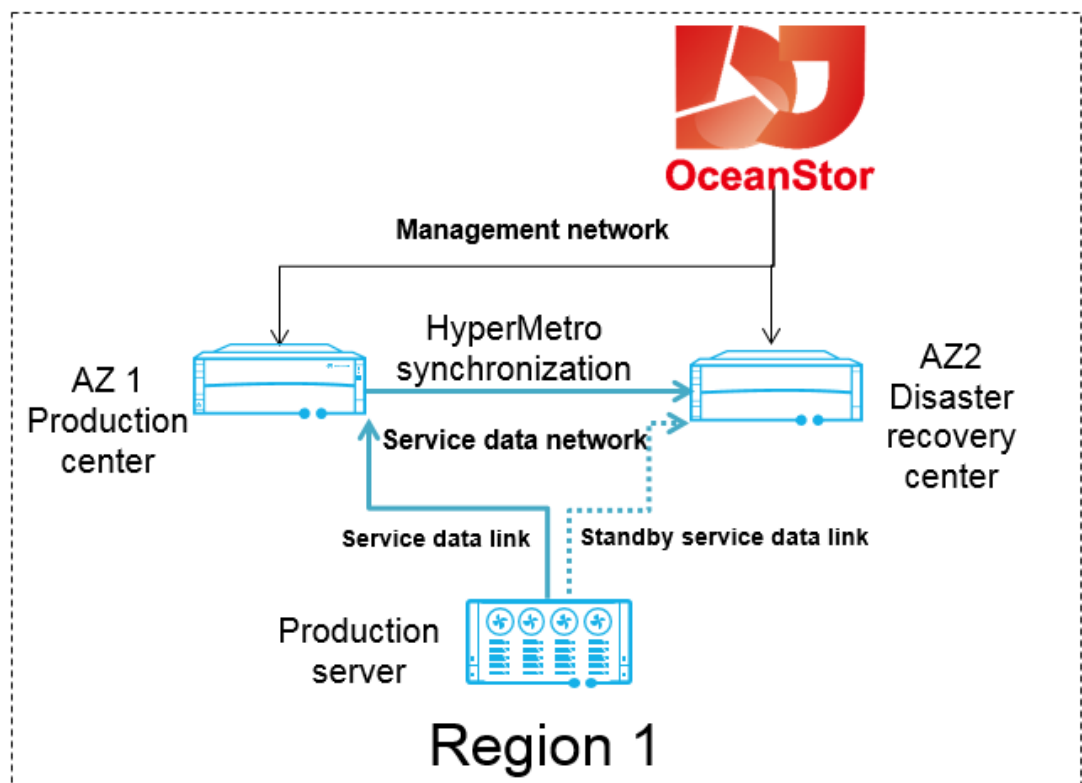 OceanStor
Management network
HyperMetro
synchronization
AZ 1
Production
center
AZ2
Disaster
recovery
center
Service data network
Service data link
Standby service data link
Production
server
Region 1